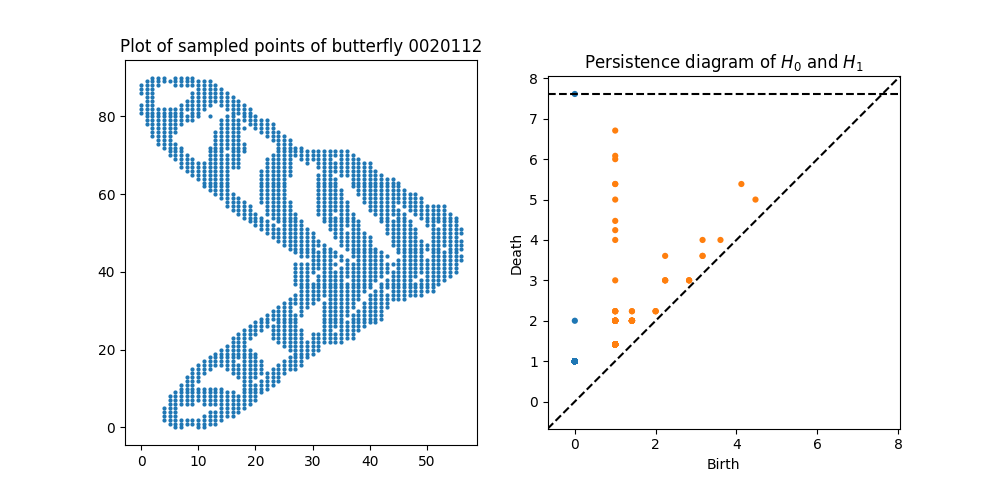 Plot of sampled points of butterfly 0020112
80
60
40
20
0
0 10 20 30 40 50
Persistence diagram of $H_0$ and $H_1$
8
7
6
5
4
3
2
1
0
Death
0 2 4 6 8
Birth